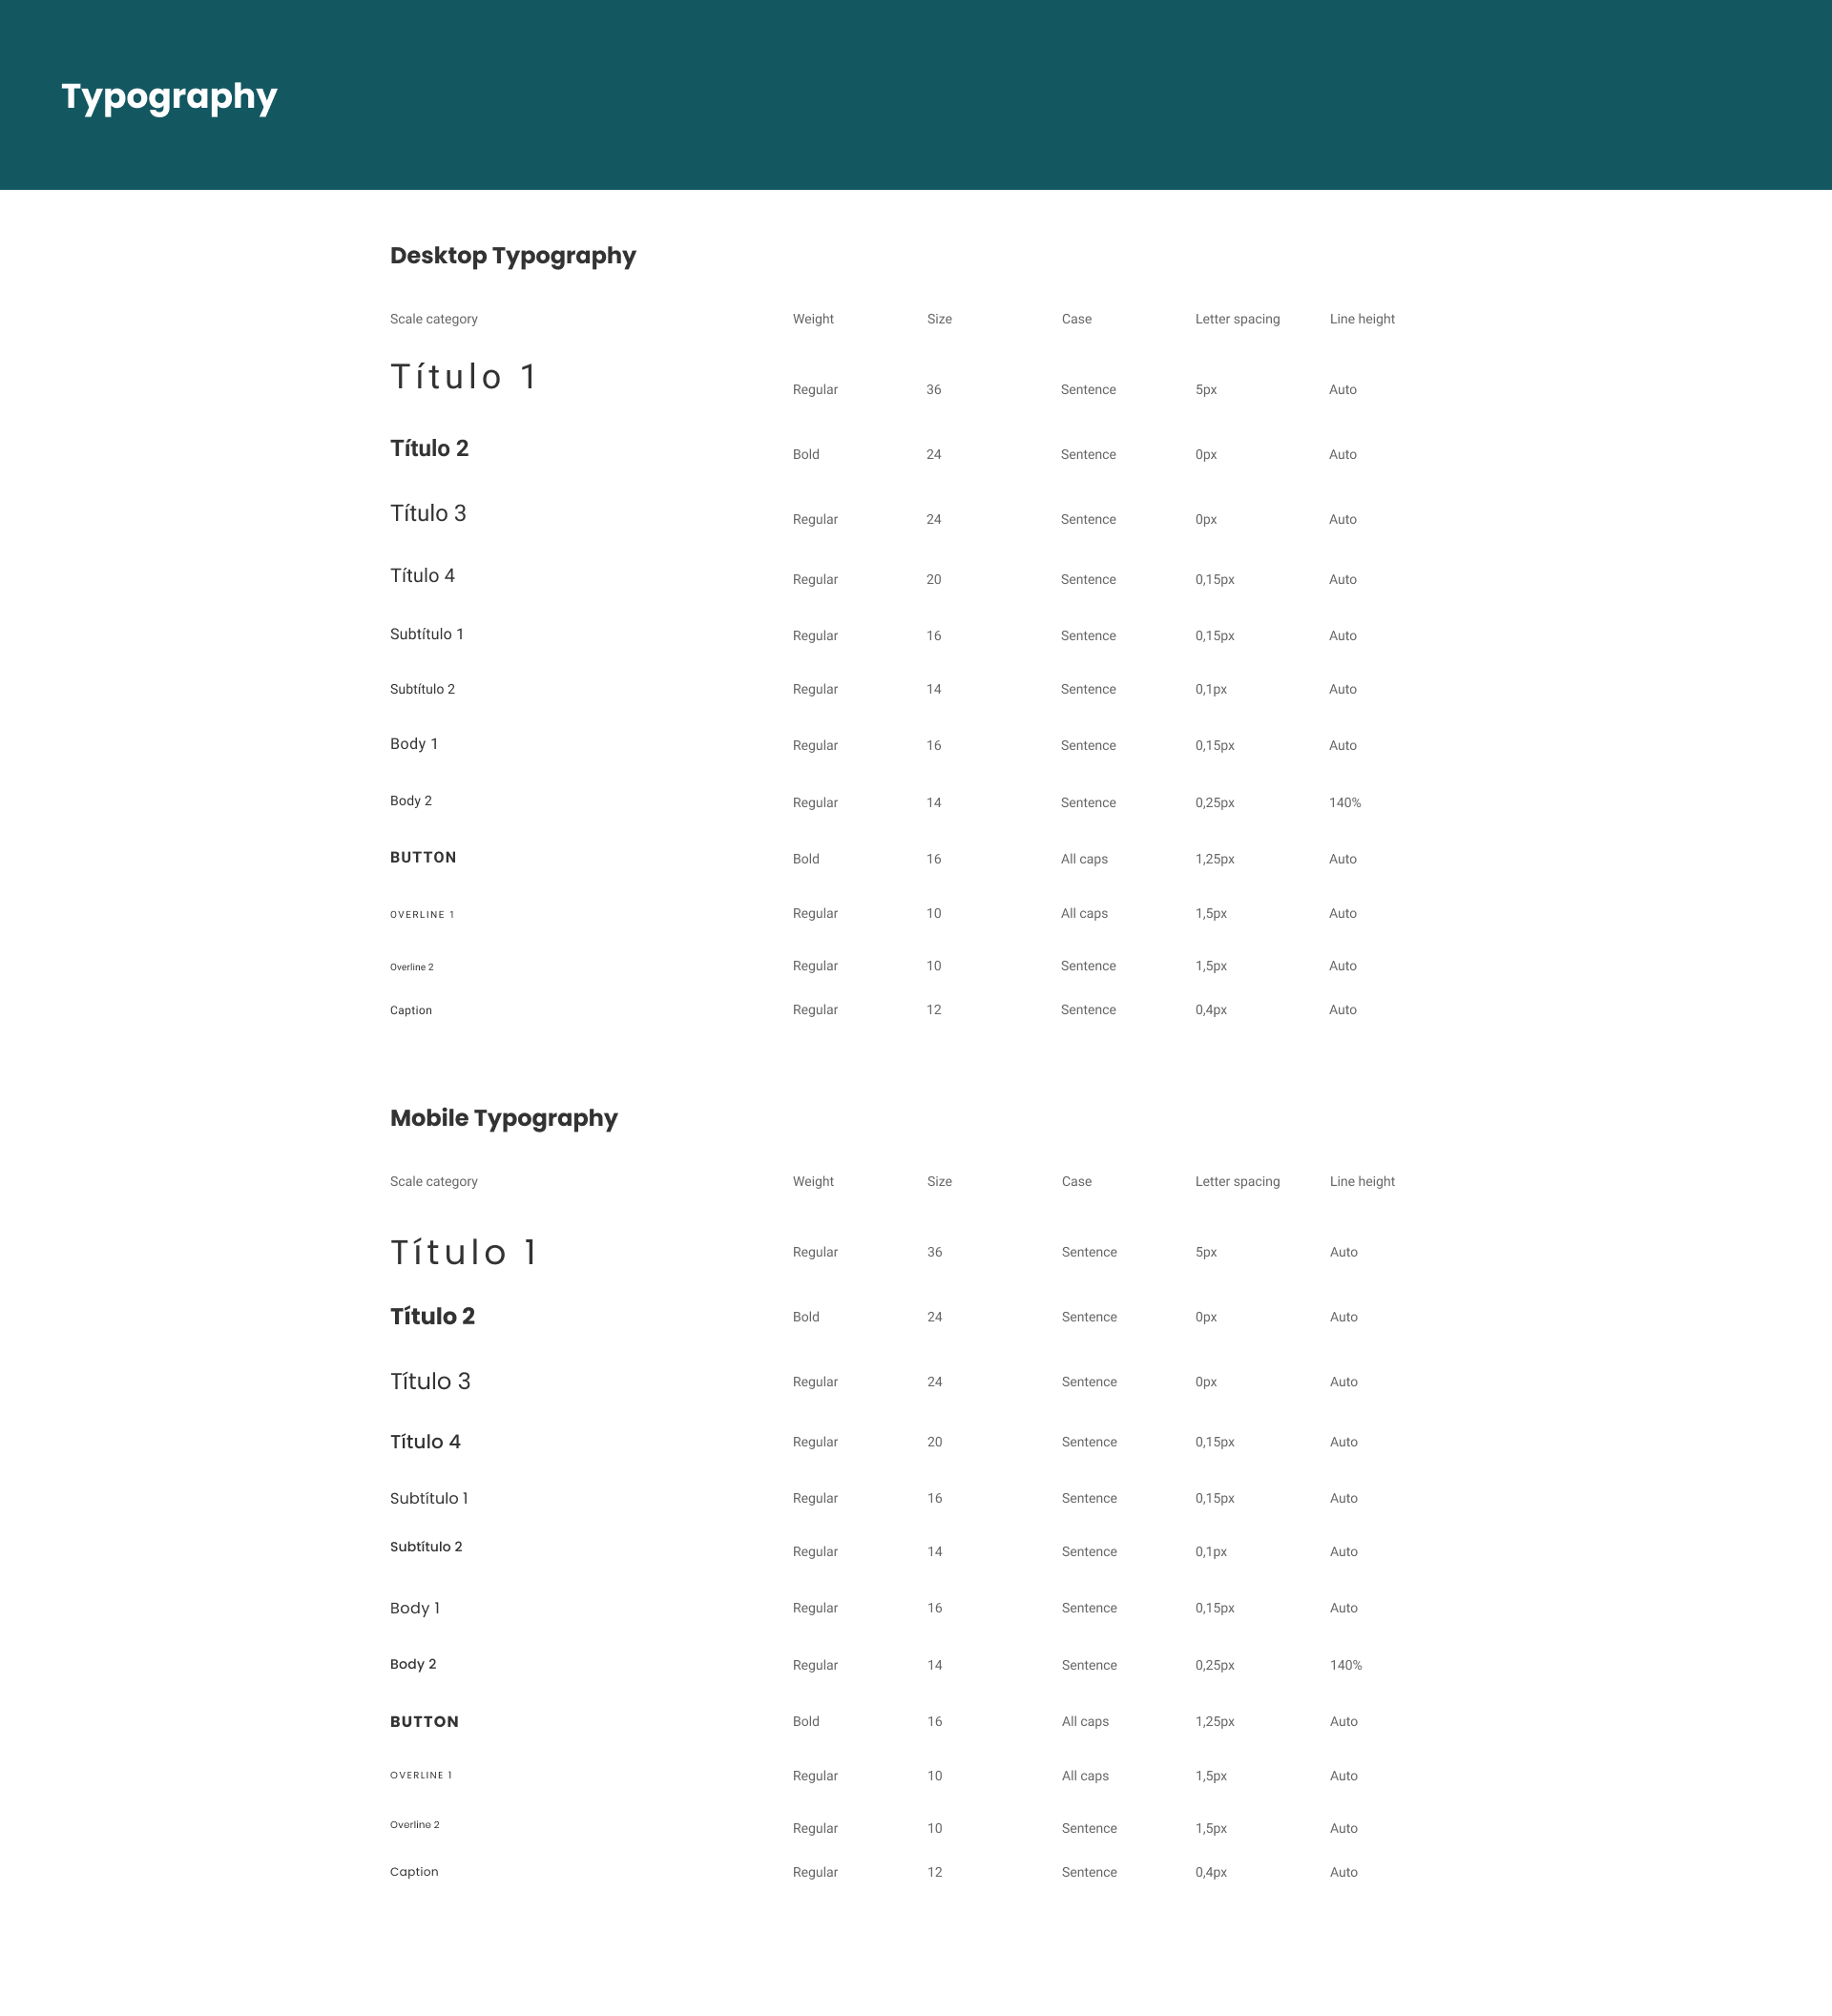 Typography
Desktop Typography
Scale category Weight Size Case Letter spacing Line height
Título 1 Regular 36 Sentence 5px Auto
Título 2 Bold 24 Sentence 0px Auto
Título 3 Regular 24 Sentence 0px Auto
Título 4 Regular 20 Sentence 0,15px Auto
Subtítulo 1 Regular 16 Sentence 0,15px Auto
Subtítulo 2 Regular 14 Sentence 0,1px Auto
Body 1 Regular 16 Sentence 0,15px Auto
Body 2 Regular 14 Sentence 0,25px 140%
BUTTON Bold 16 All caps 1,25px Auto
OVERLINE 1 Regular 10 All caps 1,5px Auto
Overline 2 Regular 10 Sentence 1,5px Auto
Caption Regular 12 Sentence 0,4px Auto
Mobile Typography
Scale category Weight Size Case Letter spacing Line height
Título 1 Regular 36 Sentence 5px Auto
Título 2 Bold 24 Sentence 0px Auto
Título 3 Regular 24 Sentence 0px Auto
Título 4 Regular 20 Sentence 0,15px Auto
Subtítulo 1 Regular 16 Sentence 0,15px Auto
Subtítulo 2 Regular 14 Sentence 0,1px Auto
Body 1 Regular 16 Sentence 0,15px Auto
Body 2 Regular 14 Sentence 0,25px 140%
BUTTON Bold 16 All caps 1,25px Auto
OVERLINE 1 Regular 10 All caps 1,5px Auto
Overline 2 Regular 10 Sentence 1,5px Auto
Caption Regular 12 Sentence 0,4px Auto